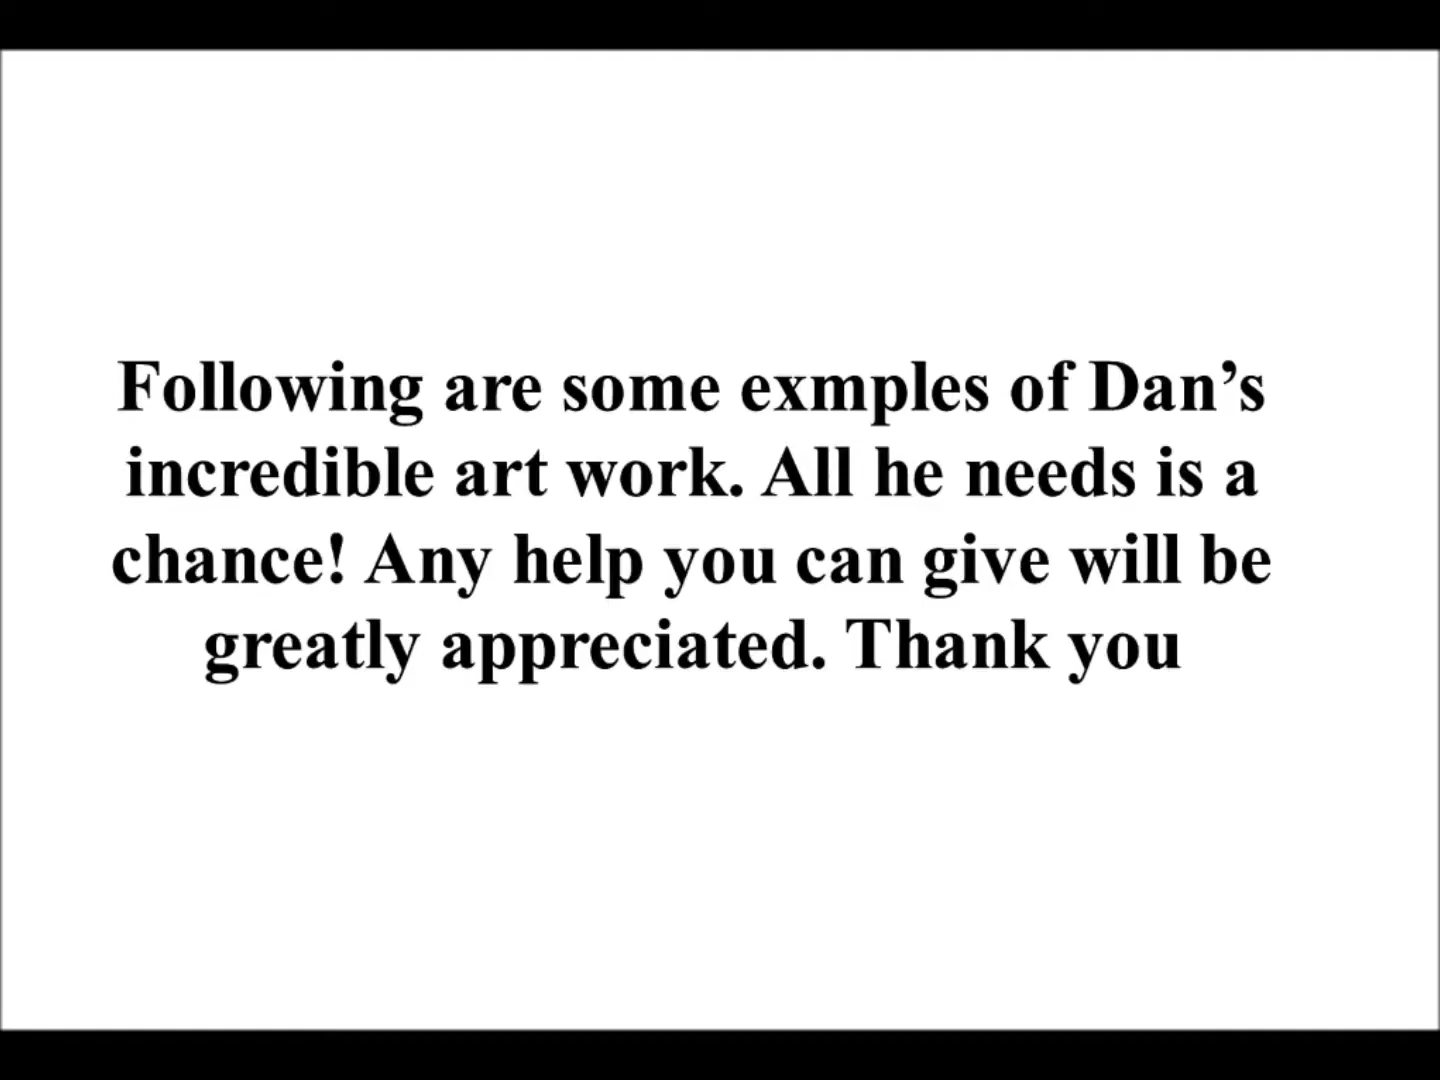 Following are some exmples of Dan’s
incredible art work. All he needs is a
chance! Any help you can give will be
greatly appreciated. Thank you